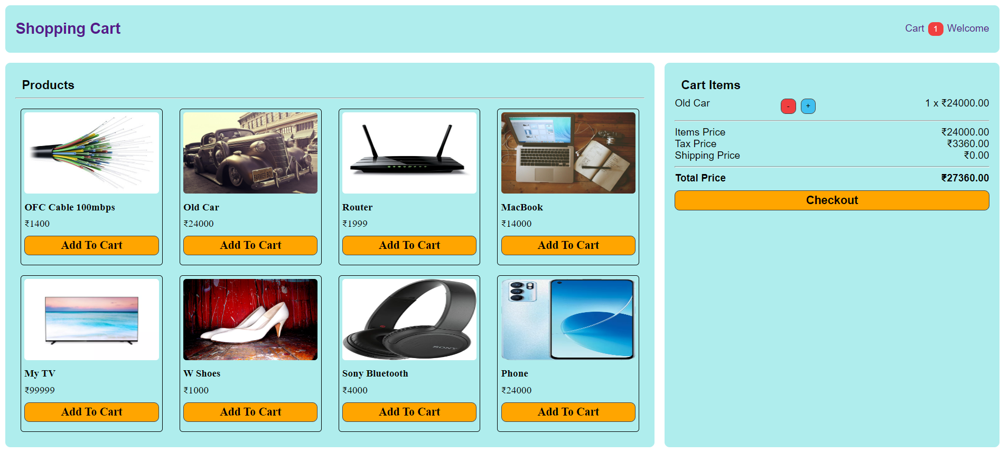 Shopping Cart
Cart 1 Welcome
Products
OFC Cable 100mbps
₹1400
Add To Cart
FARMER BOY
Old Car
₹24000
Add To Cart
Router
₹1999
Add To Cart
MacBook
₹14000
Add To Cart
My TV
₹99999
Add To Cart
W Shoes
₹1000
Add To Cart
SONY
Sony Bluetooth
₹4000
Add To Cart
Phone
₹24000
Add To Cart
Cart Items
Old Car - + 1 x ₹24000.00
Items Price ₹24000.00
Tax Price ₹3360.00
Shipping Price ₹0.00
Total Price ₹27360.00
Checkout